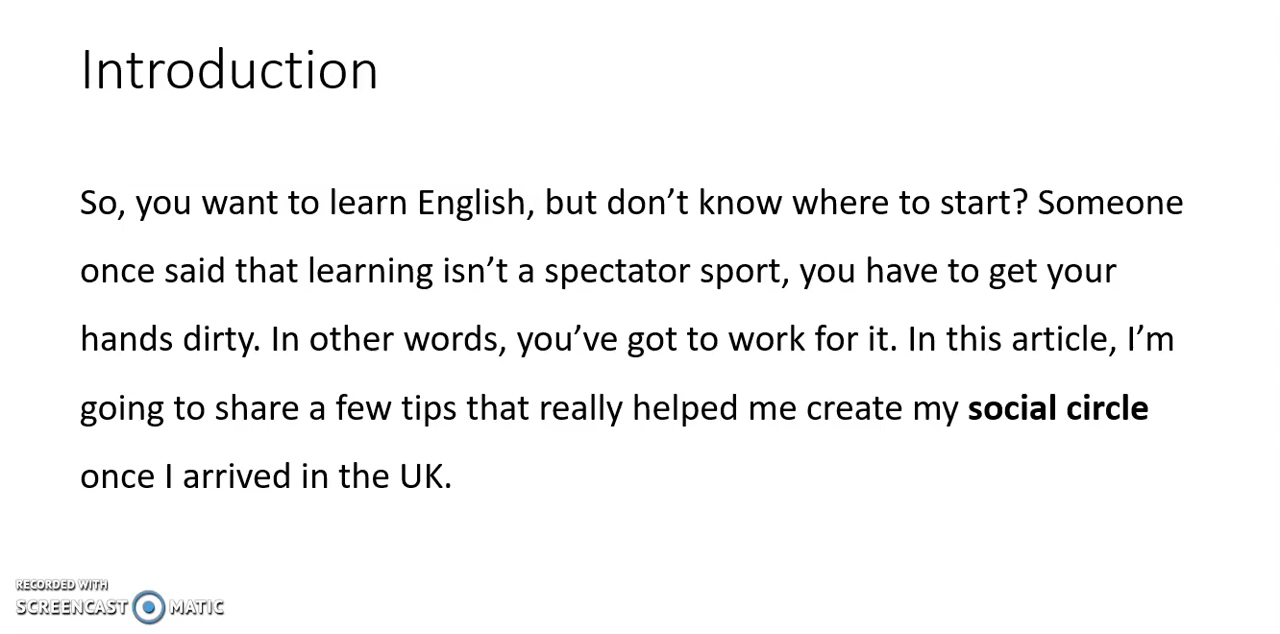 Introduction
So, you want to learn English, but don’t know where to start? Someone
once said that learning isn’t a spectator sport, you have to get your
hands dirty. In other words, you’ve got to work for it. In this article, I’m
going to share a few tips that really helped me create my social circle
once I arrived in the UK.
RECORDED WITH
SCREENCAST MATIC